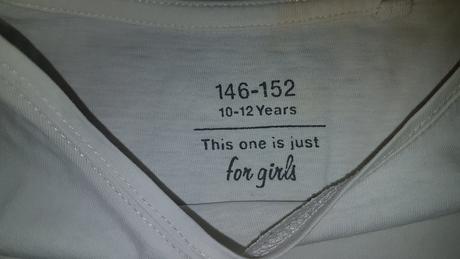 146-152
10-12 Years
This one is just
for girls